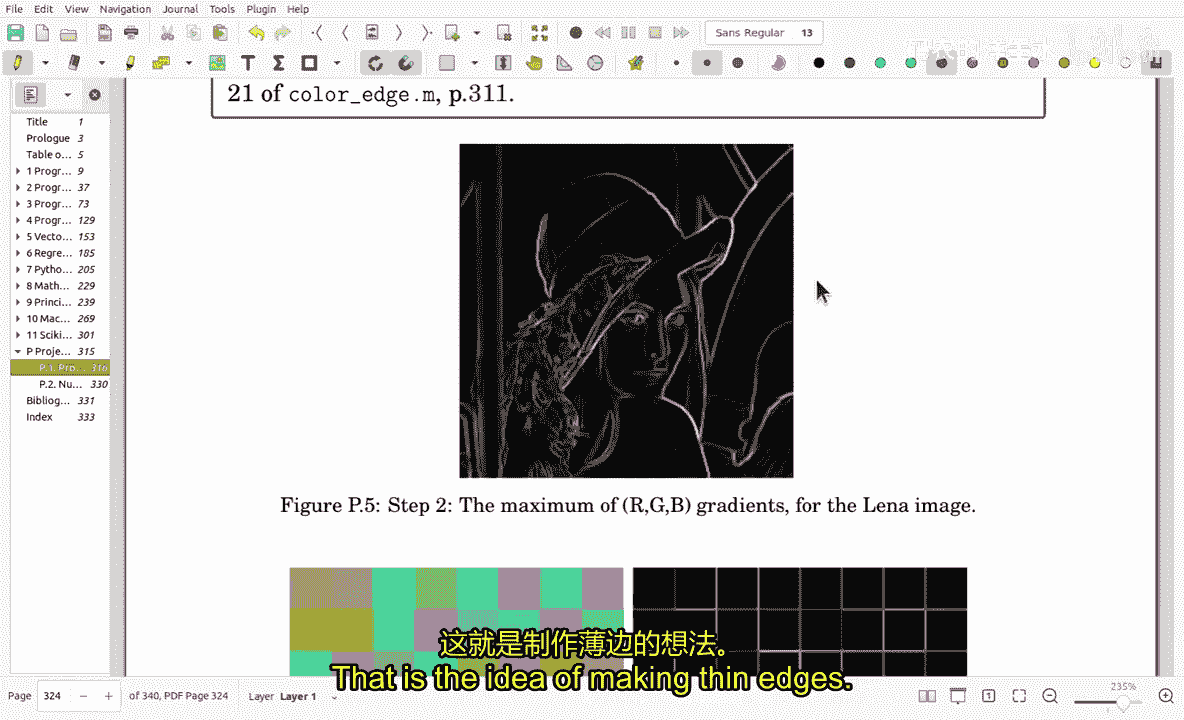 File Edit View Navigation Journal Tools Plugin Help
Sans Regular 13
Title 1
Prologue 3
Table o... 5
1 Progr... 9
2 Progr... 37
3 Progr... 73
4 Progr... 129
5 Vecto... 153
6 Regre... 185
7 Pytho... 205
8 Math... 229
9 Princi... 239
10 Mac... 269
11 Sciki... 301
P Proje... 315
P.1. Pro... 316
P.2. Nu... 330
Bibliog... 331
Index 333
21 of color_edge.m, p.311.
Figure P.5: Step 2: The maximum of (R,G,B) gradients, for the Lena image.
这就是制作薄边的想法。
That is the idea of making thin edges.
Page 324 of 340, PDF Page 324 Layer Layer 1
235%